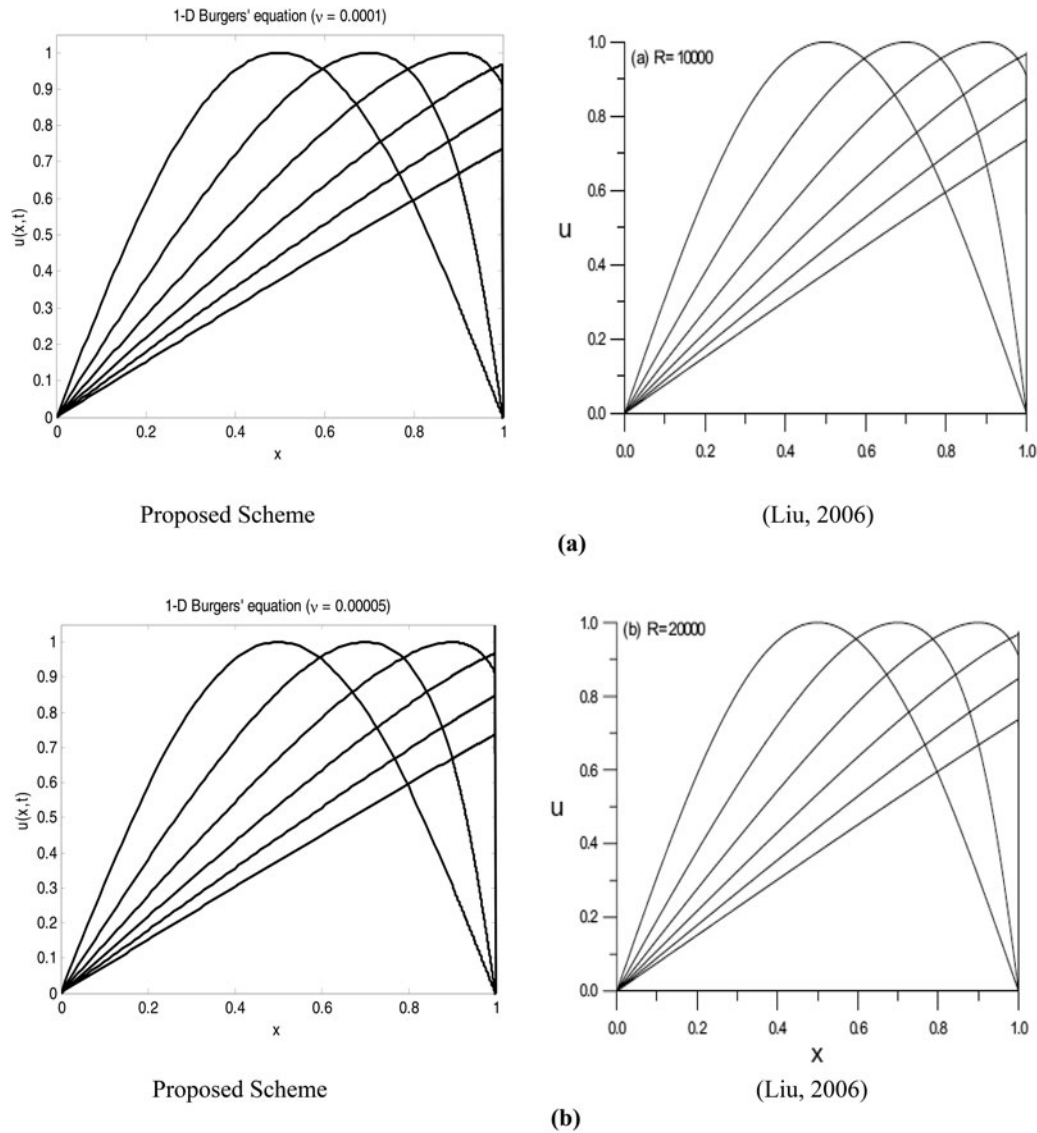 1-D Burgers' equation (ν = 0.0001)
1
0.9
0.8
0.7
0.6
0.5
0.4
0.3
0.2
0.1
0
u(x,t)
0 0.2 0.4 0.6 0.8 1
x
(a) R=10000
1.0
0.8
0.6
0.4
0.2
0.0
u
0.0 0.2 0.4 0.6 0.8 1.0
Proposed Scheme
(Liu, 2006)
(a)
1-D Burgers' equation (ν = 0.00005)
1
0.9
0.8
0.7
0.6
0.5
0.4
0.3
0.2
0.1
0
u(x,t)
0 0.2 0.4 0.6 0.8 1
x
(b) R=20000
1.0
0.8
0.6
0.4
0.2
0.0
u
0.0 0.2 0.4 0.6 0.8 1.0
x
Proposed Scheme
(Liu, 2006)
(b)